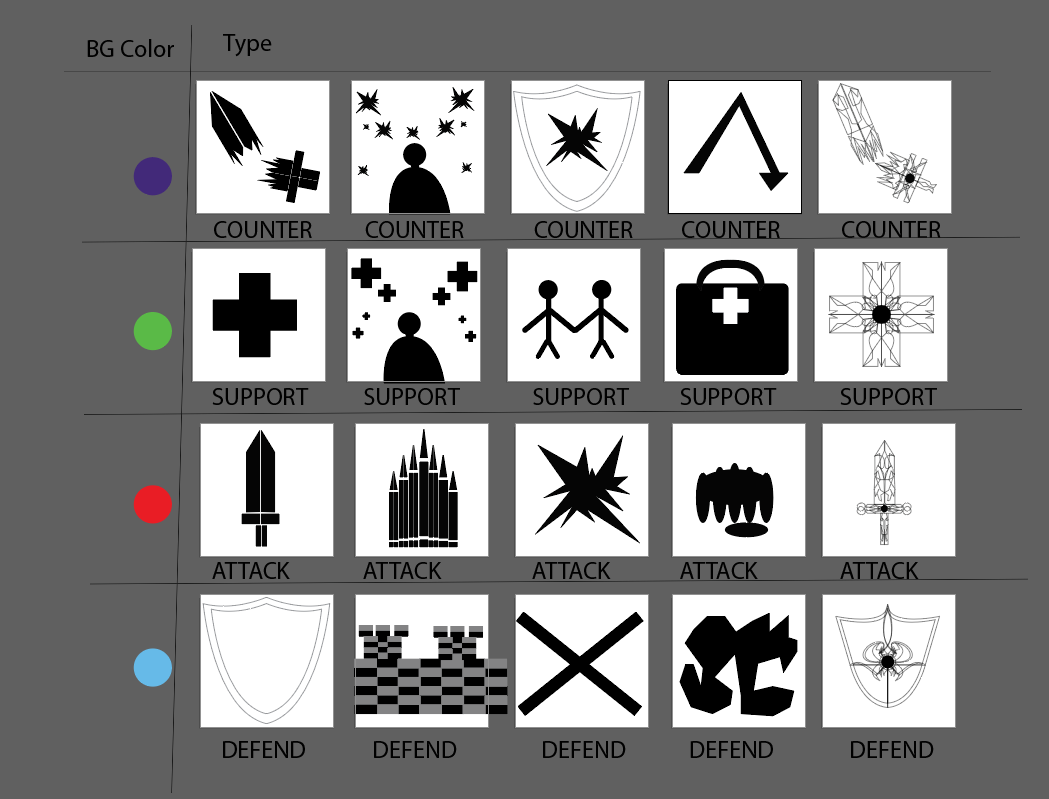 BG Color Type
COUNTER COUNTER COUNTER COUNTER COUNTER
SUPPORT SUPPORT SUPPORT SUPPORT SUPPORT
ATTACK ATTACK ATTACK ATTACK ATTACK
DEFEND DEFEND DEFEND DEFEND DEFEND